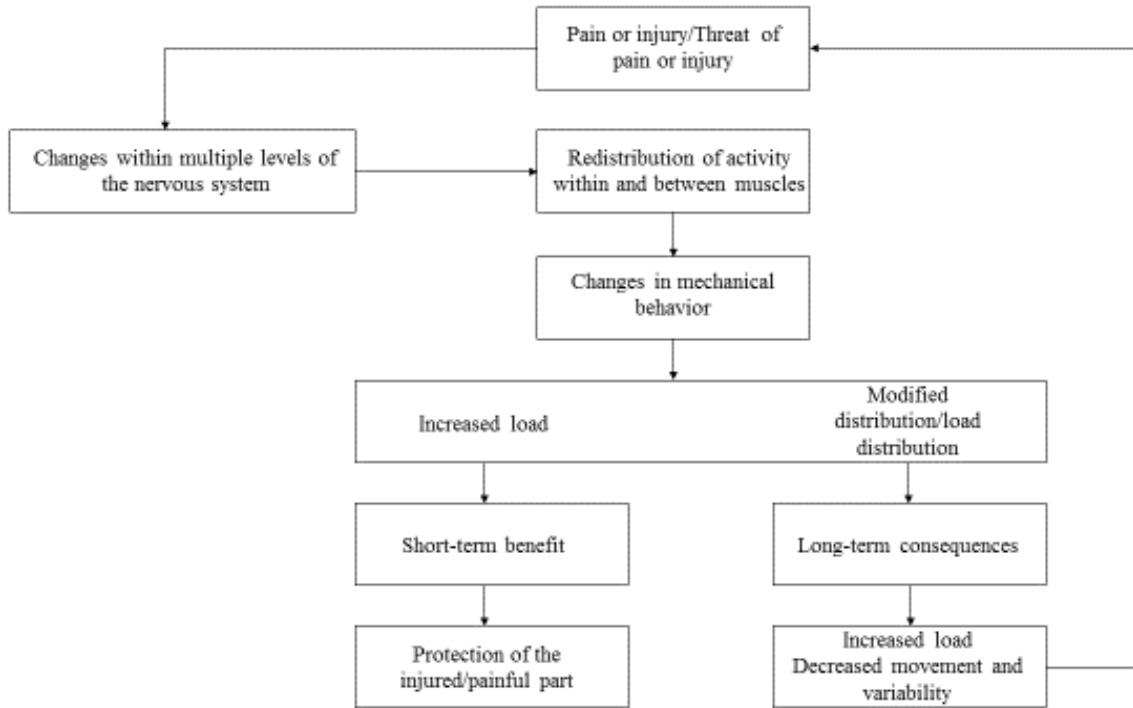 Pain or injury/Threat of
pain or injury
Changes within multiple levels of
the nervous system
Redistribution of activity
within and between muscles
Changes in mechanical
behavior
Increased load
Modified
distribution/load
distribution
Short-term benefit
Long-term consequences
Protection of the
injured/painful part
Increased load
Decreased movement and
variability